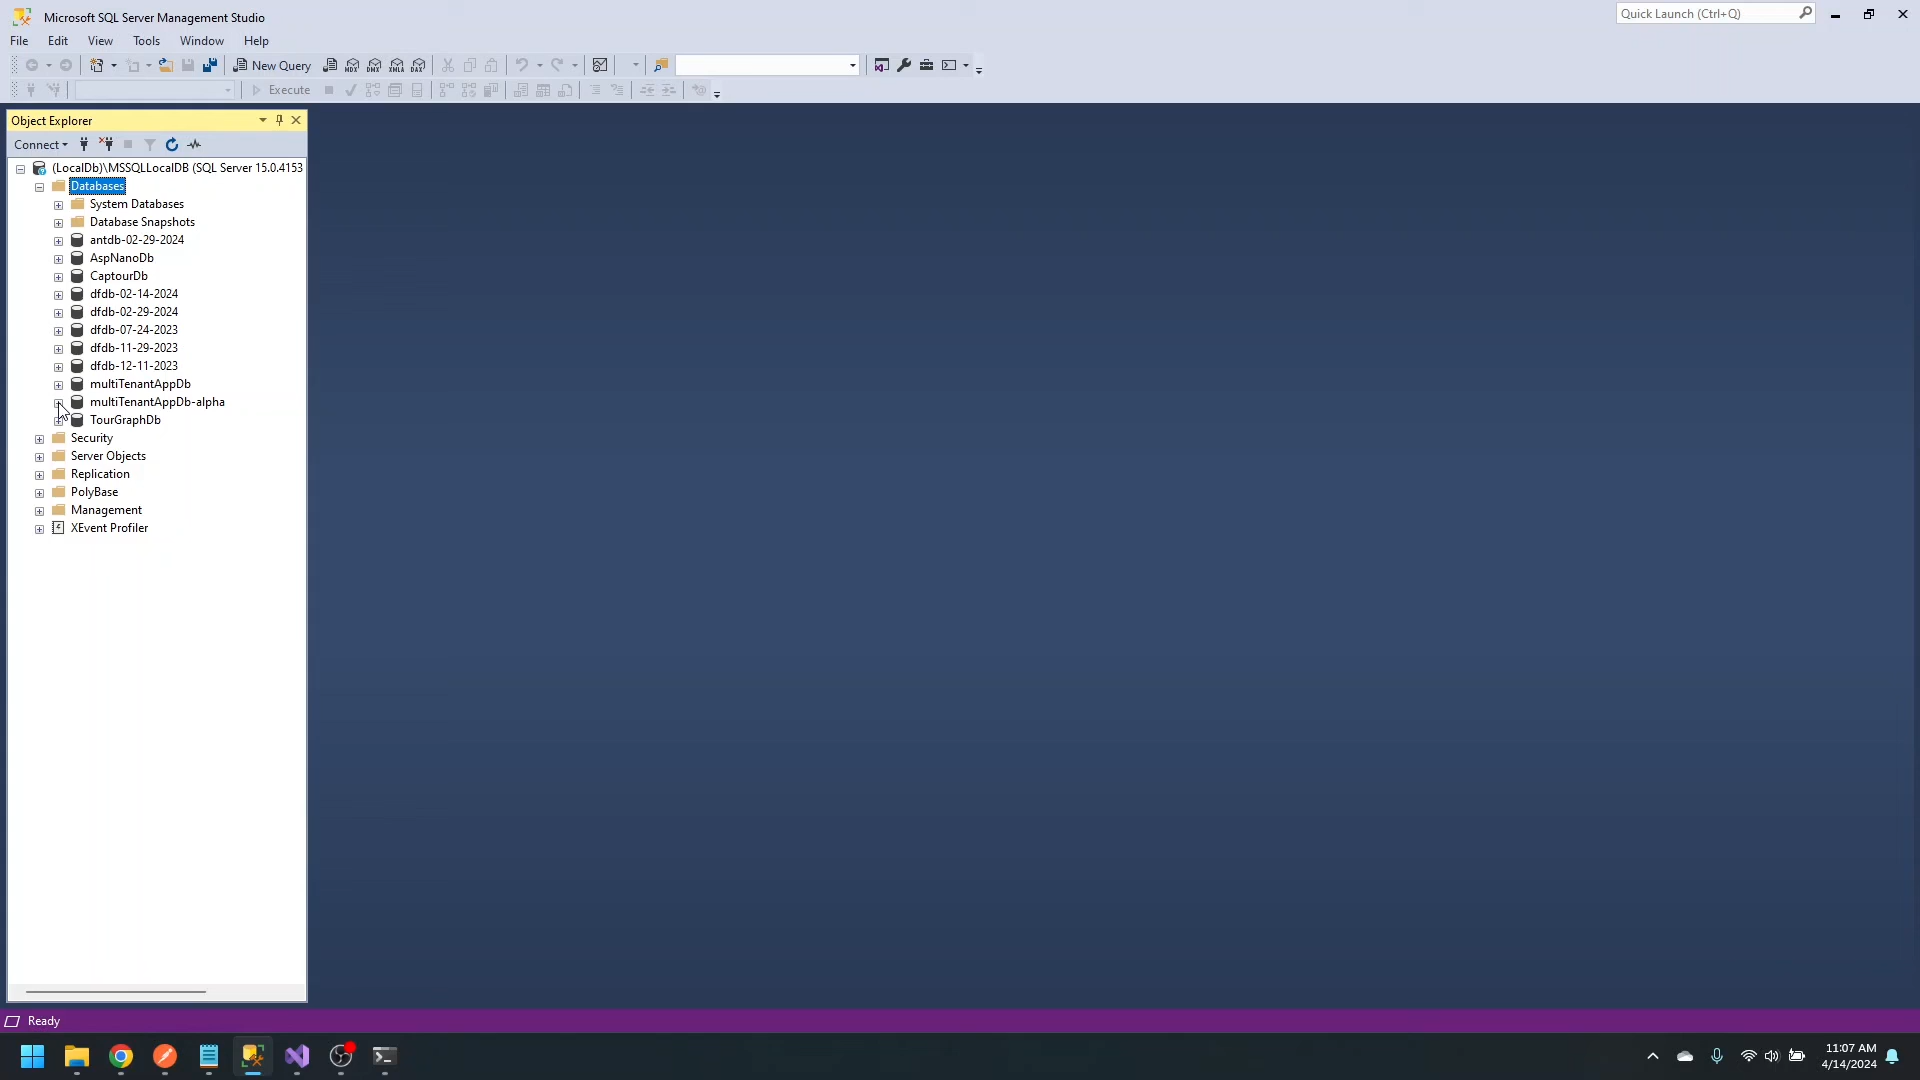 Microsoft SQL Server Management Studio
Quick Launch (Ctrl+Q)
File Edit View Tools Window Help
New Query
MDX DMX XMLA DAX
Execute
Object Explorer
Connect
(LocalDb)\MSSQLLocalDB (SQL Server 15.0.4153
Databases
System Databases
Database Snapshots
antdb-02-29-2024
AspNanoDb
CaptourDb
dfdb-02-14-2024
dfdb-02-29-2024
dfdb-07-24-2023
dfdb-11-29-2023
dfdb-12-11-2023
multiTenantAppDb
multiTenantAppDb-alpha
TourGraphDb
Security
Server Objects
Replication
PolyBase
Management
XEvent Profiler
Ready
11:07 AM
4/14/2024